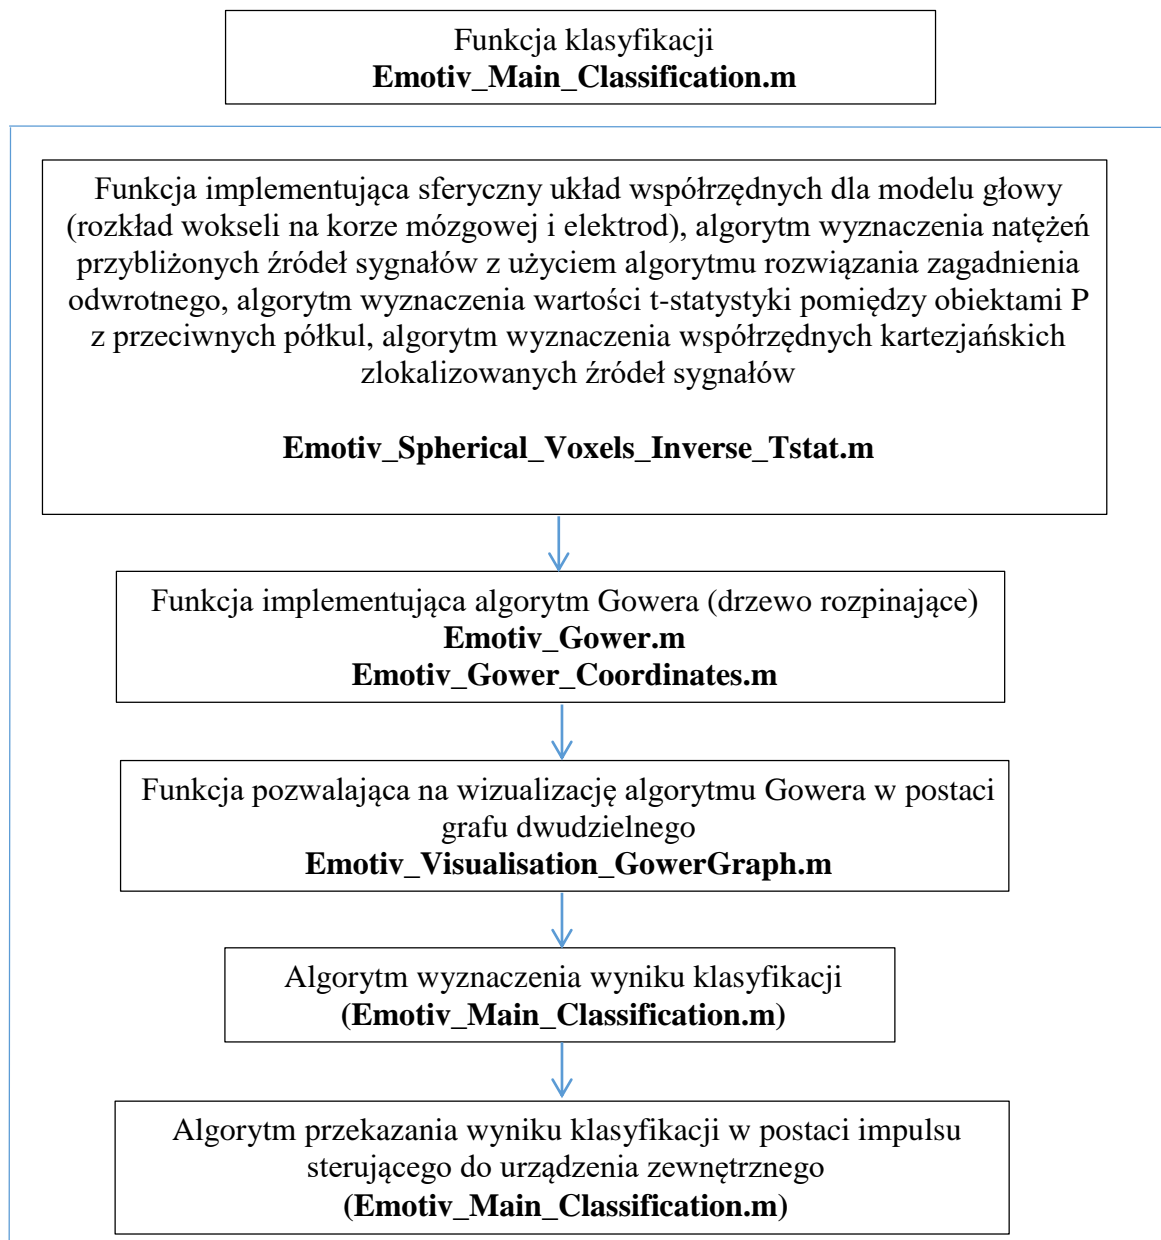 Funkcja klasyfikacji
Emotiv_Main_Classification.m
Funkcja implementująca sferyczny układ współrzędnych dla modelu głowy
(rozkład wokseli na korze mózgowej i elektrod), algorytm wyznaczenia natężeń
przybliżonych źródeł sygnałów z użyciem algorytmu rozwiązania zagadnienia
odwrotnego, algorytm wyznaczenia wartości t-statystyki pomiędzy obiektami P
z przeciwnych półkul, algorytm wyznaczenia współrzędnych kartezjańskich
zlokalizowanych źródeł sygnałów
Emotiv_Spherical_Voxels_Inverse_Tstat.m
Funkcja implementująca algorytm Gowera (drzewo rozpinające)
Emotiv_Gower.m
Emotiv_Gower_Coordinates.m
Funkcja pozwalająca na wizualizację algorytmu Gowera w postaci
grafu dwudzielnego
Emotiv_Visualisation_GowerGraph.m
Algorytm wyznaczenia wyniku klasyfikacji
(Emotiv_Main_Classification.m)
Algorytm przekazania wyniku klasyfikacji w postaci impulsu
sterującego do urządzenia zewnętrznego
(Emotiv_Main_Classification.m)